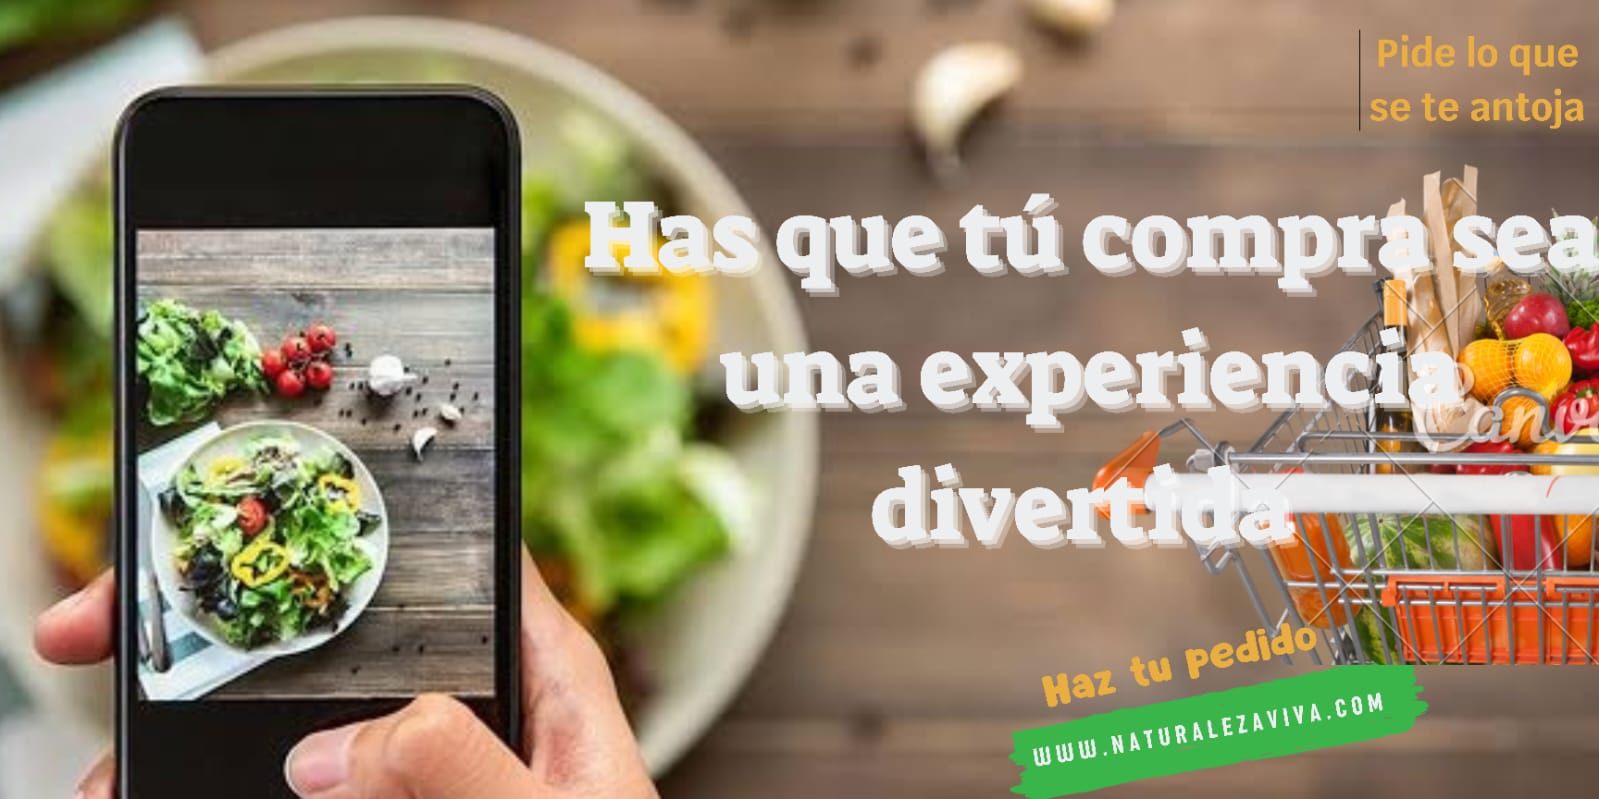 Pide lo que
se te antoja
Has que tú compra sea
una experiencia
divertida
Canv
Haz tu pedido
WWW.NATURALEZAVIVA.COM